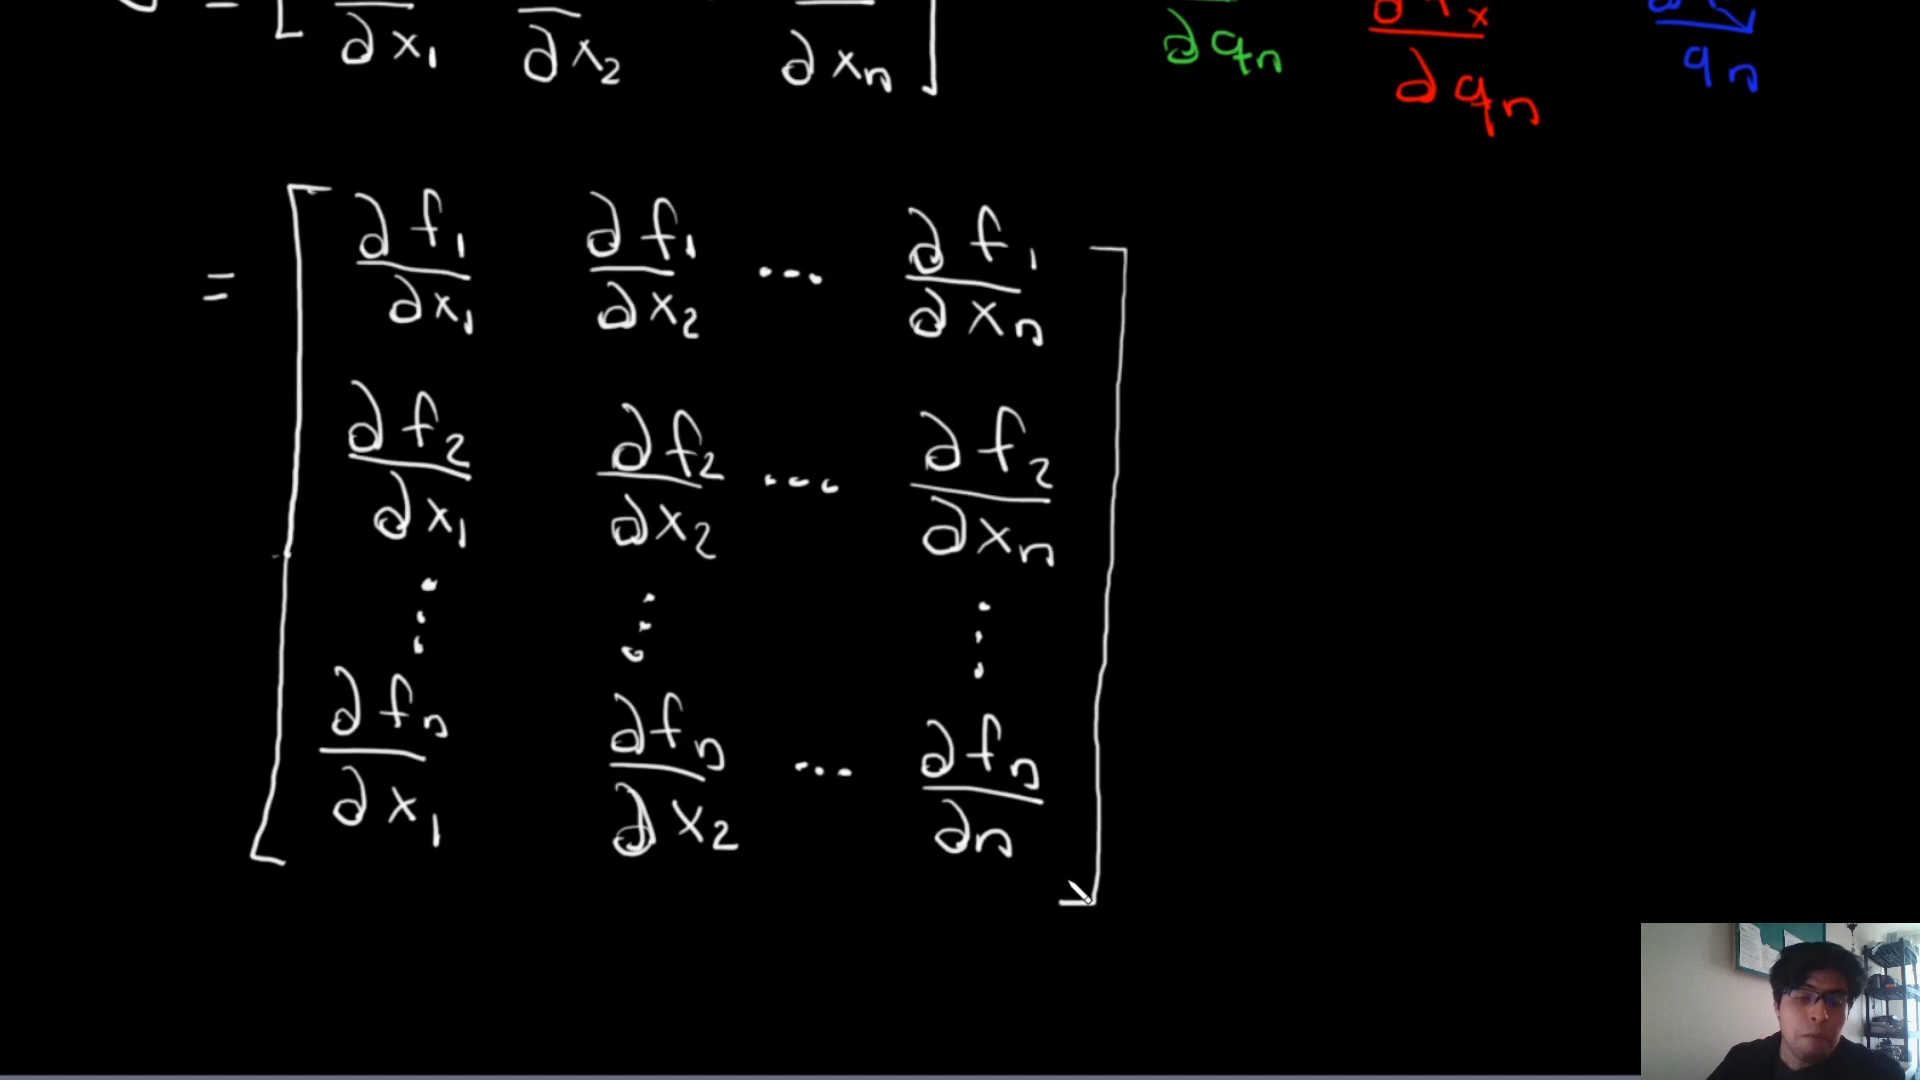 = [ ∂x₁ ∂x₂ ∂xₙ ]
∂qₙ
∂qₙ
qₙ
= [ ∂f₁/∂x₁ ∂f₁/∂x₂ ... ∂f₁/∂xₙ
∂f₂/∂x₁ ∂f₂/∂x₂ ... ∂f₂/∂xₙ
⋮ ⋮ ⋮
∂fₙ/∂x₁ ∂fₙ/∂x₂ ... ∂fₙ/∂n ]